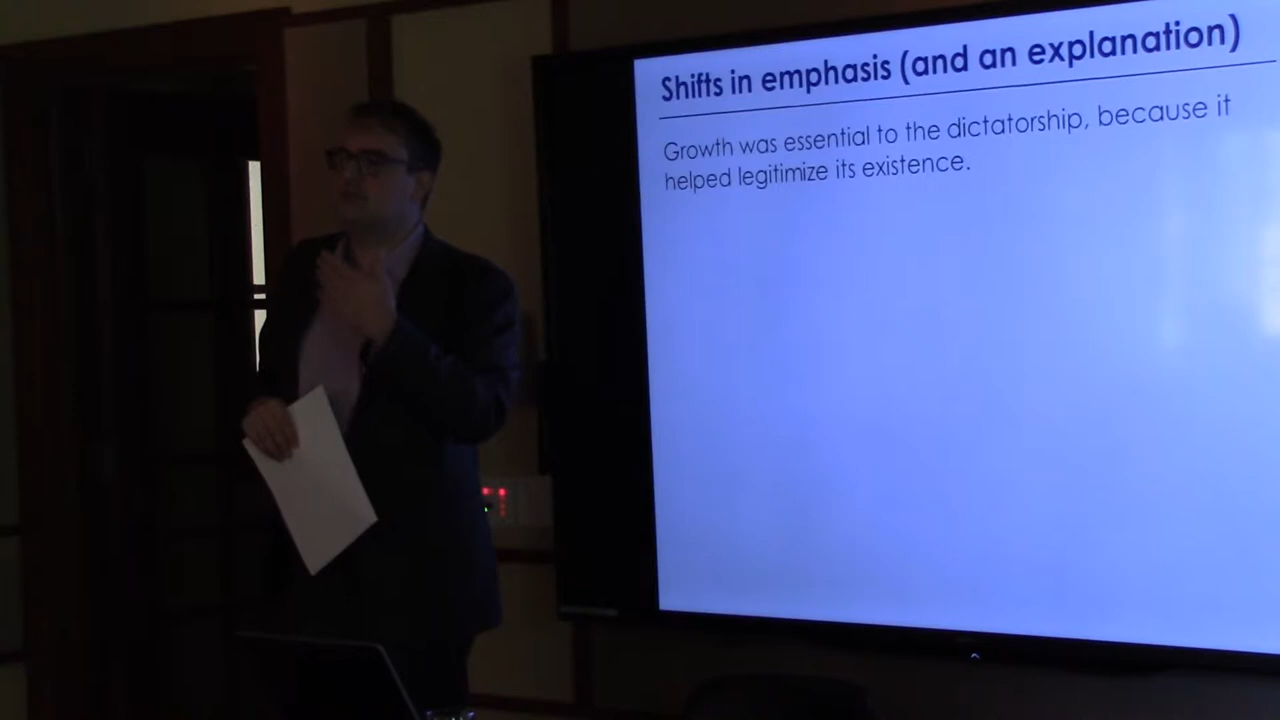 Shifts in emphasis (and an explanation)
Growth was essential to the dictatorship, because it
helped legitimize its existence.